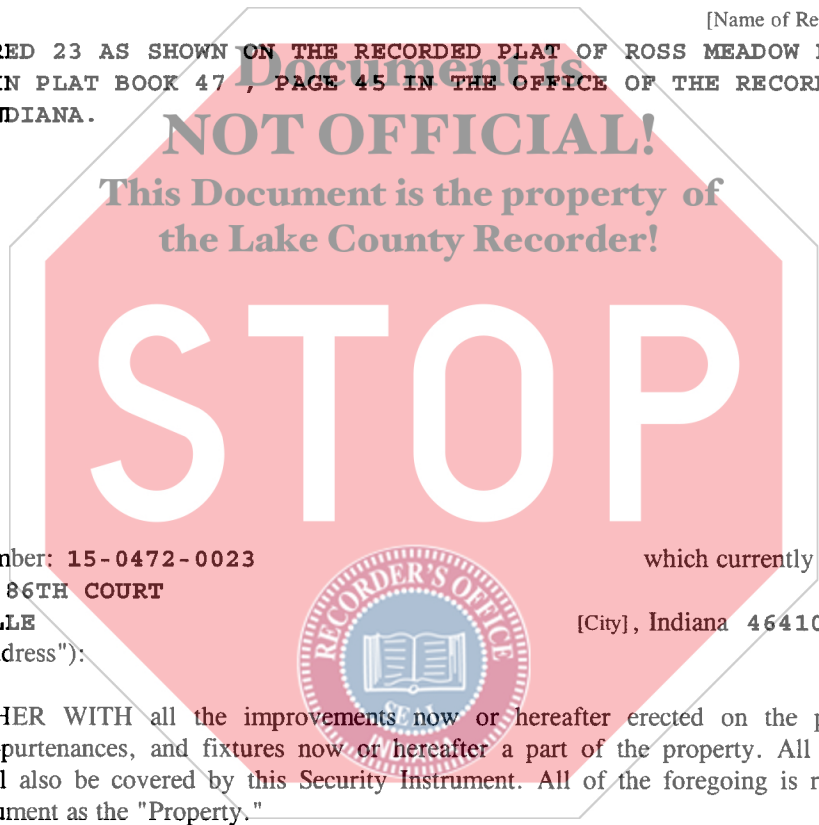 [Name of Re
RED 23 AS SHOWN ON THE RECORDED PLAT OF ROSS MEADOW
IN PLAT BOOK 47 , PAGE 45 IN THE OFFICE OF THE RECOR
NDIANA.
Document is
NOT OFFICIAL!
This Document is the property of
the Lake County Recorder!
STOP
mber: 15-0472-0023 which currently
86TH COURT
LLE [City], Indiana 46410
dress"):
RECORDER'S OFFICE
SEAL
HER WITH all the improvements now or hereafter erected on the p
purtenances, and fixtures now or hereafter a part of the property. All
l also be covered by this Security Instrument. All of the foregoing is r
ument as the "Property."